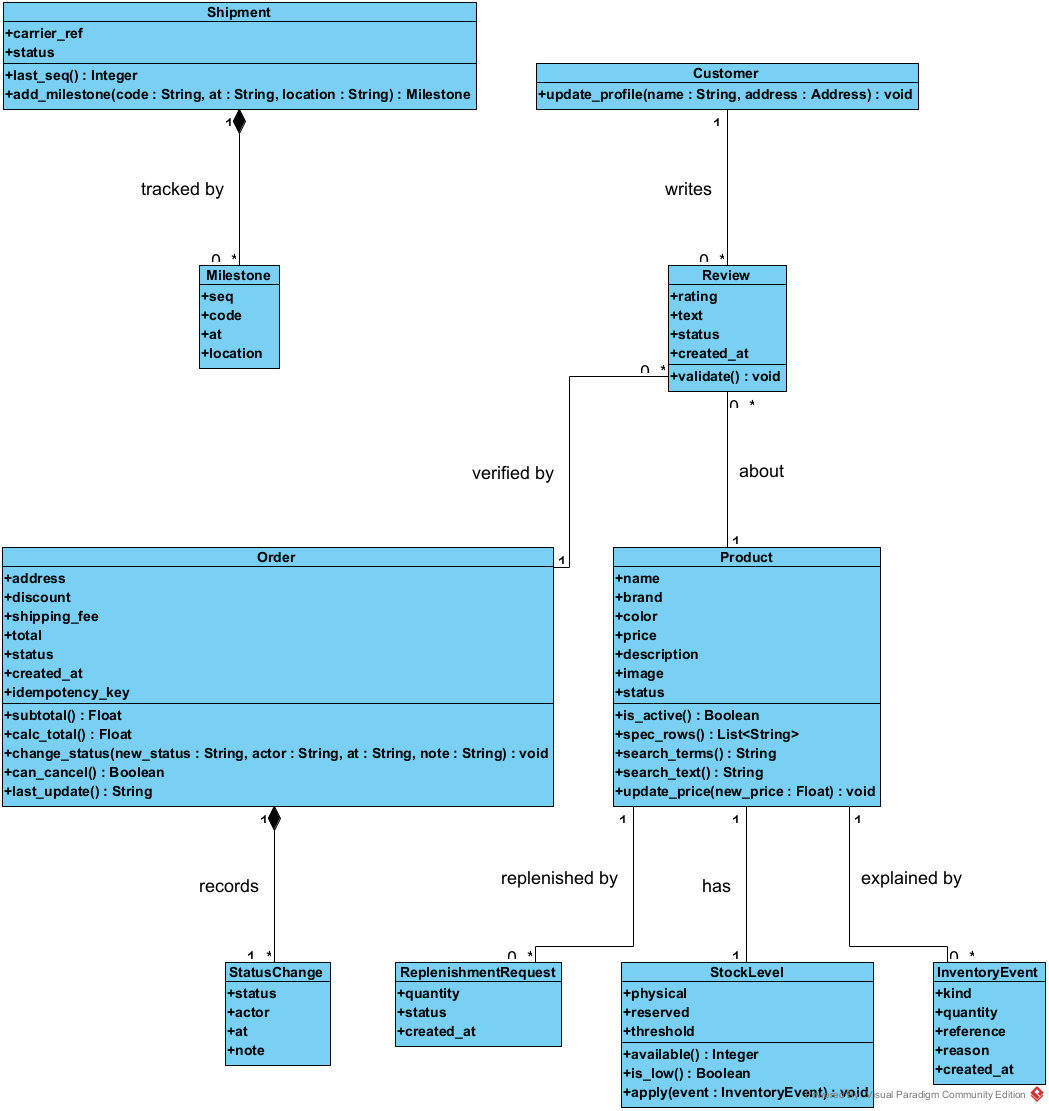 Shipment
+carrier_ref
+status
+last_seq() : Integer
+add_milestone(code : String, at : String, location : String) : Milestone
Customer
+update_profile(name : String, address : Address) : void
1
1
tracked by
writes
0..*
0..*
Milestone
+seq
+code
+at
+location
Review
+rating
+text
+status
+created_at
+validate() : void
0..*
0..*
verified by
about
1
1
Order
+address
+discount
+shipping_fee
+total
+status
+created_at
+idempotency_key
+subtotal() : Float
+calc_total() : Float
+change_status(new_status : String, actor : String, at : String, note : String) : void
+can_cancel() : Boolean
+last_update() : String
Product
+name
+brand
+color
+price
+description
+image
+status
+is_active() : Boolean
+spec_rows() : List<String>
+search_terms() : String
+search_text() : String
+update_price(new_price : Float) : void
1
1
1
1
records
replenished by
has
explained by
1..*
0..*
1
0..*
StatusChange
+status
+actor
+at
+note
ReplenishmentRequest
+quantity
+status
+created_at
StockLevel
+physical
+reserved
+threshold
+available() : Integer
+is_low() : Boolean
+apply(event : InventoryEvent) : void
InventoryEvent
+kind
+quantity
+reference
+reason
+created_at
Powered By Visual Paradigm Community Edition